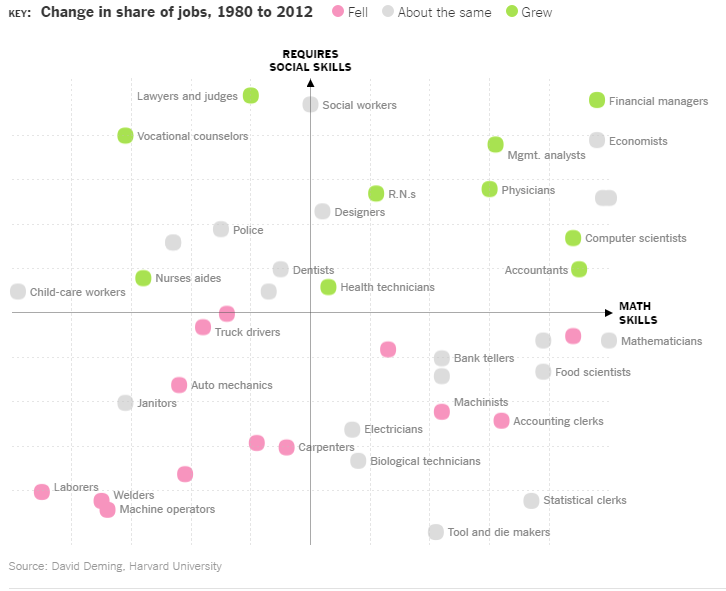 KEY: Change in share of jobs, 1980 to 2012 Fell About the same Grew
REQUIRES
SOCIAL SKILLS
Lawyers and judges
Social workers
Financial managers
Vocational counselors
Economists
Mgmt. analysts
R.N.s
Physicians
Designers
Police
Computer scientists
Dentists
Accountants
Nurses aides
Health technicians
Child-care workers
MATH
SKILLS
Truck drivers
Mathematicians
Bank tellers
Food scientists
Auto mechanics
Janitors
Machinists
Accounting clerks
Electricians
Carpenters
Biological technicians
Laborers
Welders
Statistical clerks
Machine operators
Tool and die makers
Source: David Deming, Harvard University